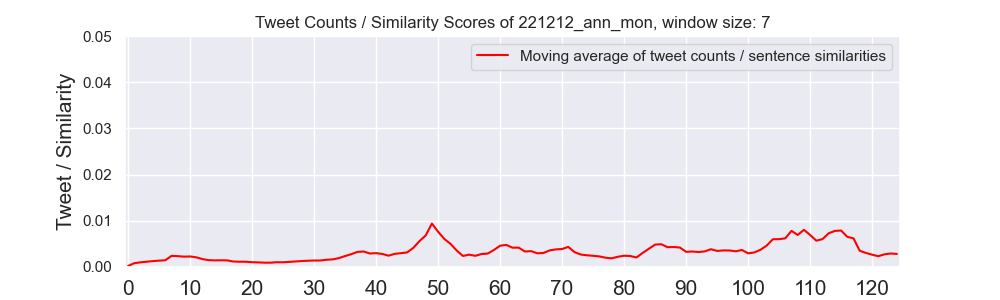 Tweet Counts / Similarity Scores of 221212_ann_mon, window size: 7
Moving average of tweet counts / sentence similarities
Tweet / Similarity
0.05
0.04
0.03
0.02
0.01
0.00
0 10 20 30 40 50 60 70 80 90 100 110 120